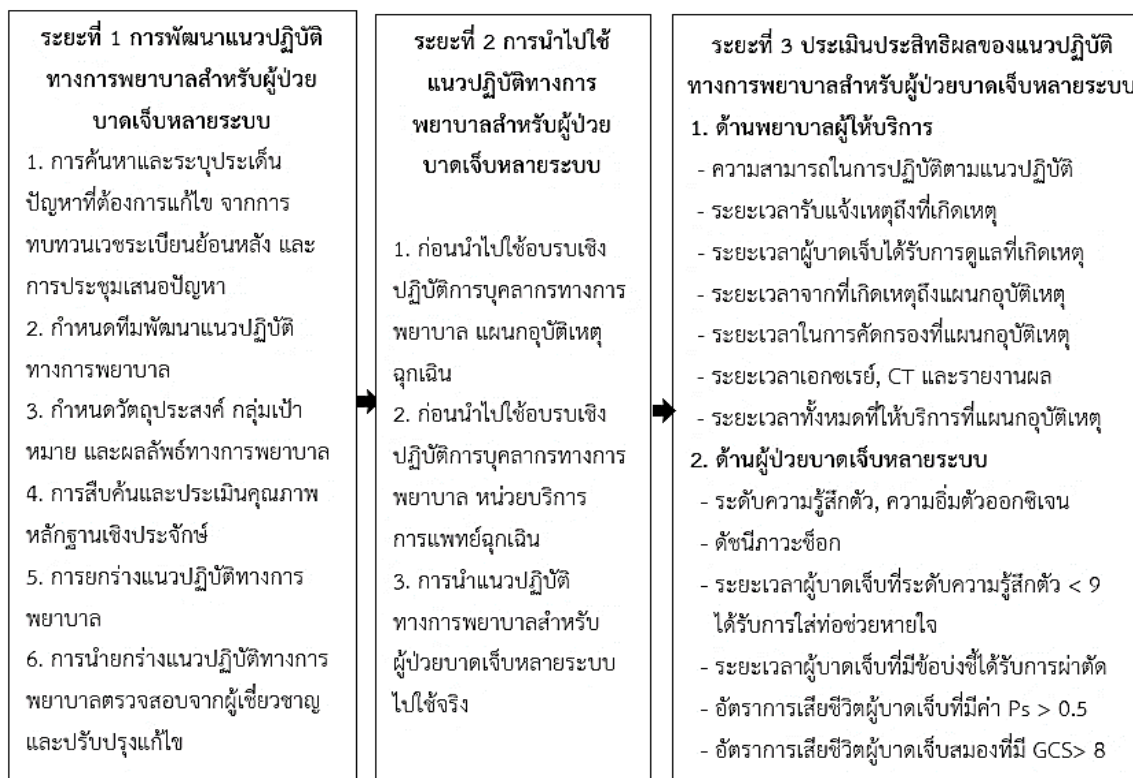 ระยะที่ 1 การพัฒนาแนวปฏิบัติ
ทางการพยาบาลสำหรับผู้ป่วย
บาดเจ็บหลายระบบ
1. การค้นหาและระบุประเด็น
ปัญหาที่ต้องการแก้ไข จากการ
ทบทวนเวชระเบียนย้อนหลัง และ
การประชุมเสนอปัญหา
2. กำหนดทีมพัฒนาแนวปฏิบัติ
ทางการพยาบาล
3. กำหนดวัตถุประสงค์ กลุ่มเป้า
หมาย และผลลัพธ์ทางการพยาบาล
4. การสืบค้นและประเมินคุณภาพ
หลักฐานเชิงประจักษ์
5. การยกร่างแนวปฏิบัติทางการ
พยาบาล
6. การนำยกร่างแนวปฏิบัติทางการ
พยาบาลตรวจสอบจากผู้เชี่ยวชาญ
และปรับปรุงแก้ไข
ระยะที่ 2 การนำไปใช้
แนวปฏิบัติทางการ
พยาบาลสำหรับผู้ป่วย
บาดเจ็บหลายระบบ
1. ก่อนนำไปใช้อบรบเชิง
ปฏิบัติการบุคลากรทางการ
พยาบาล แผนกอุบัติเหตุ
ฉุกเฉิน
2. ก่อนนำไปใช้อบรบเชิง
ปฏิบัติการบุคลากรทางการ
พยาบาล หน่วยบริการ
การแพทย์ฉุกเฉิน
3. การนำแนวปฏิบัติ
ทางการพยาบาลสำหรับ
ผู้ป่วยบาดเจ็บหลายระบบ
ไปใช้จริง
ระยะที่ 3 ประเมินประสิทธิผลของแนวปฏิบัติ
ทางการพยาบาลสำหรับผู้ป่วยบาดเจ็บหลายระบบ
1. ด้านพยาบาลผู้ให้บริการ
- ความสามารถในการปฏิบัติตามแนวปฏิบัติ
- ระยะเวลารับแจ้งเหตุถึงที่เกิดเหตุ
- ระยะเวลาผู้บาดเจ็บได้รับการดูแลที่เกิดเหตุ
- ระยะเวลาจากที่เกิดเหตุถึงแผนกอุบัติเหตุ
- ระยะเวลาในการคัดกรองที่แผนกอุบัติเหตุ
- ระยะเวลาเอกซเรย์, CT และรายงานผล
- ระยะเวลาทั้งหมดที่ให้บริการที่แผนกอุบัติเหตุ
2. ด้านผู้ป่วยบาดเจ็บหลายระบบ
- ระดับความรู้สึกตัว, ความอิ่มตัวออกซิเจน
- ดัชนีภาวะช็อก
- ระยะเวลาผู้บาดเจ็บที่ระดับความรู้สึกตัว < 9
ได้รับการใส่ท่อช่วยหายใจ
- ระยะเวลาผู้บาดเจ็บที่มีข้อบ่งชี้ได้รับการผ่าตัด
- อัตราการเสียชีวิตผู้บาดเจ็บที่มีค่า Ps > 0.5
- อัตราการเสียชีวิตผู้บาดเจ็บสมองที่มี GCS> 8